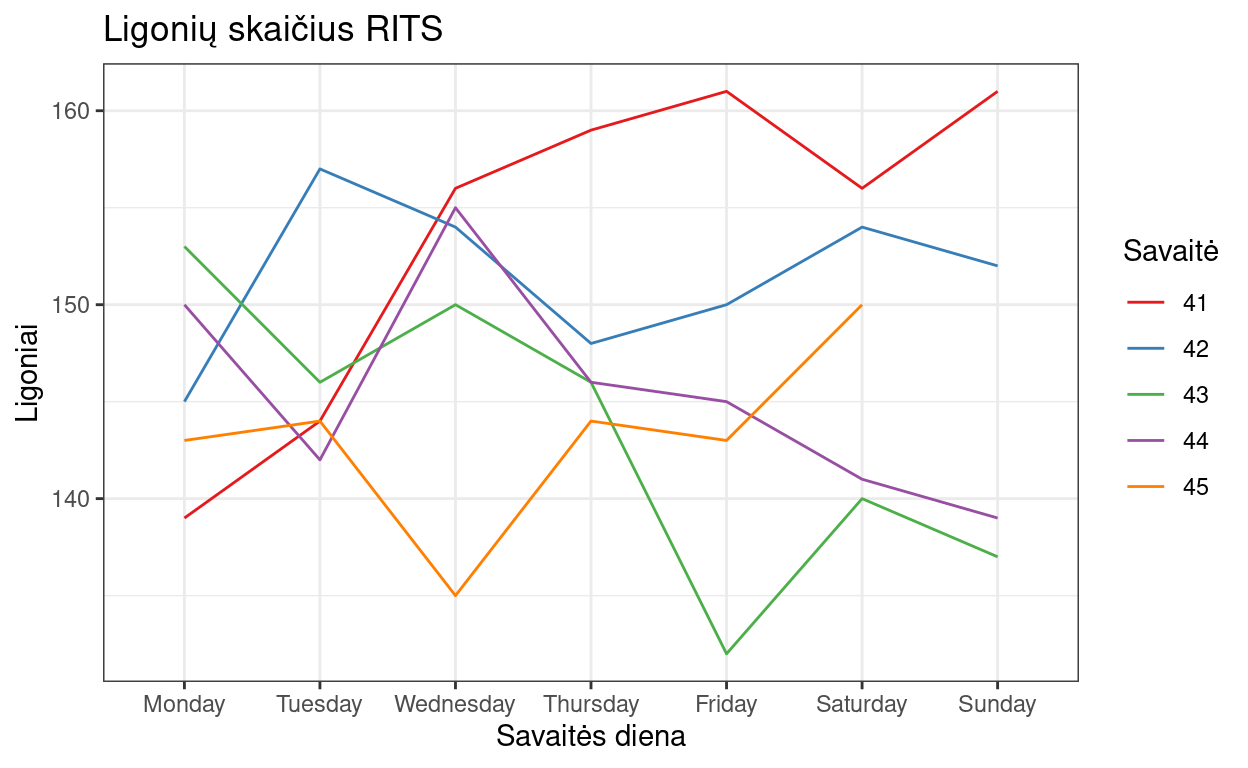 Ligonių skaičius RITS
160
150
140
Ligoniai
Monday Tuesday Wednesday Thursday Friday Saturday Sunday
Savaitės diena
Savaitė
41
42
43
44
45